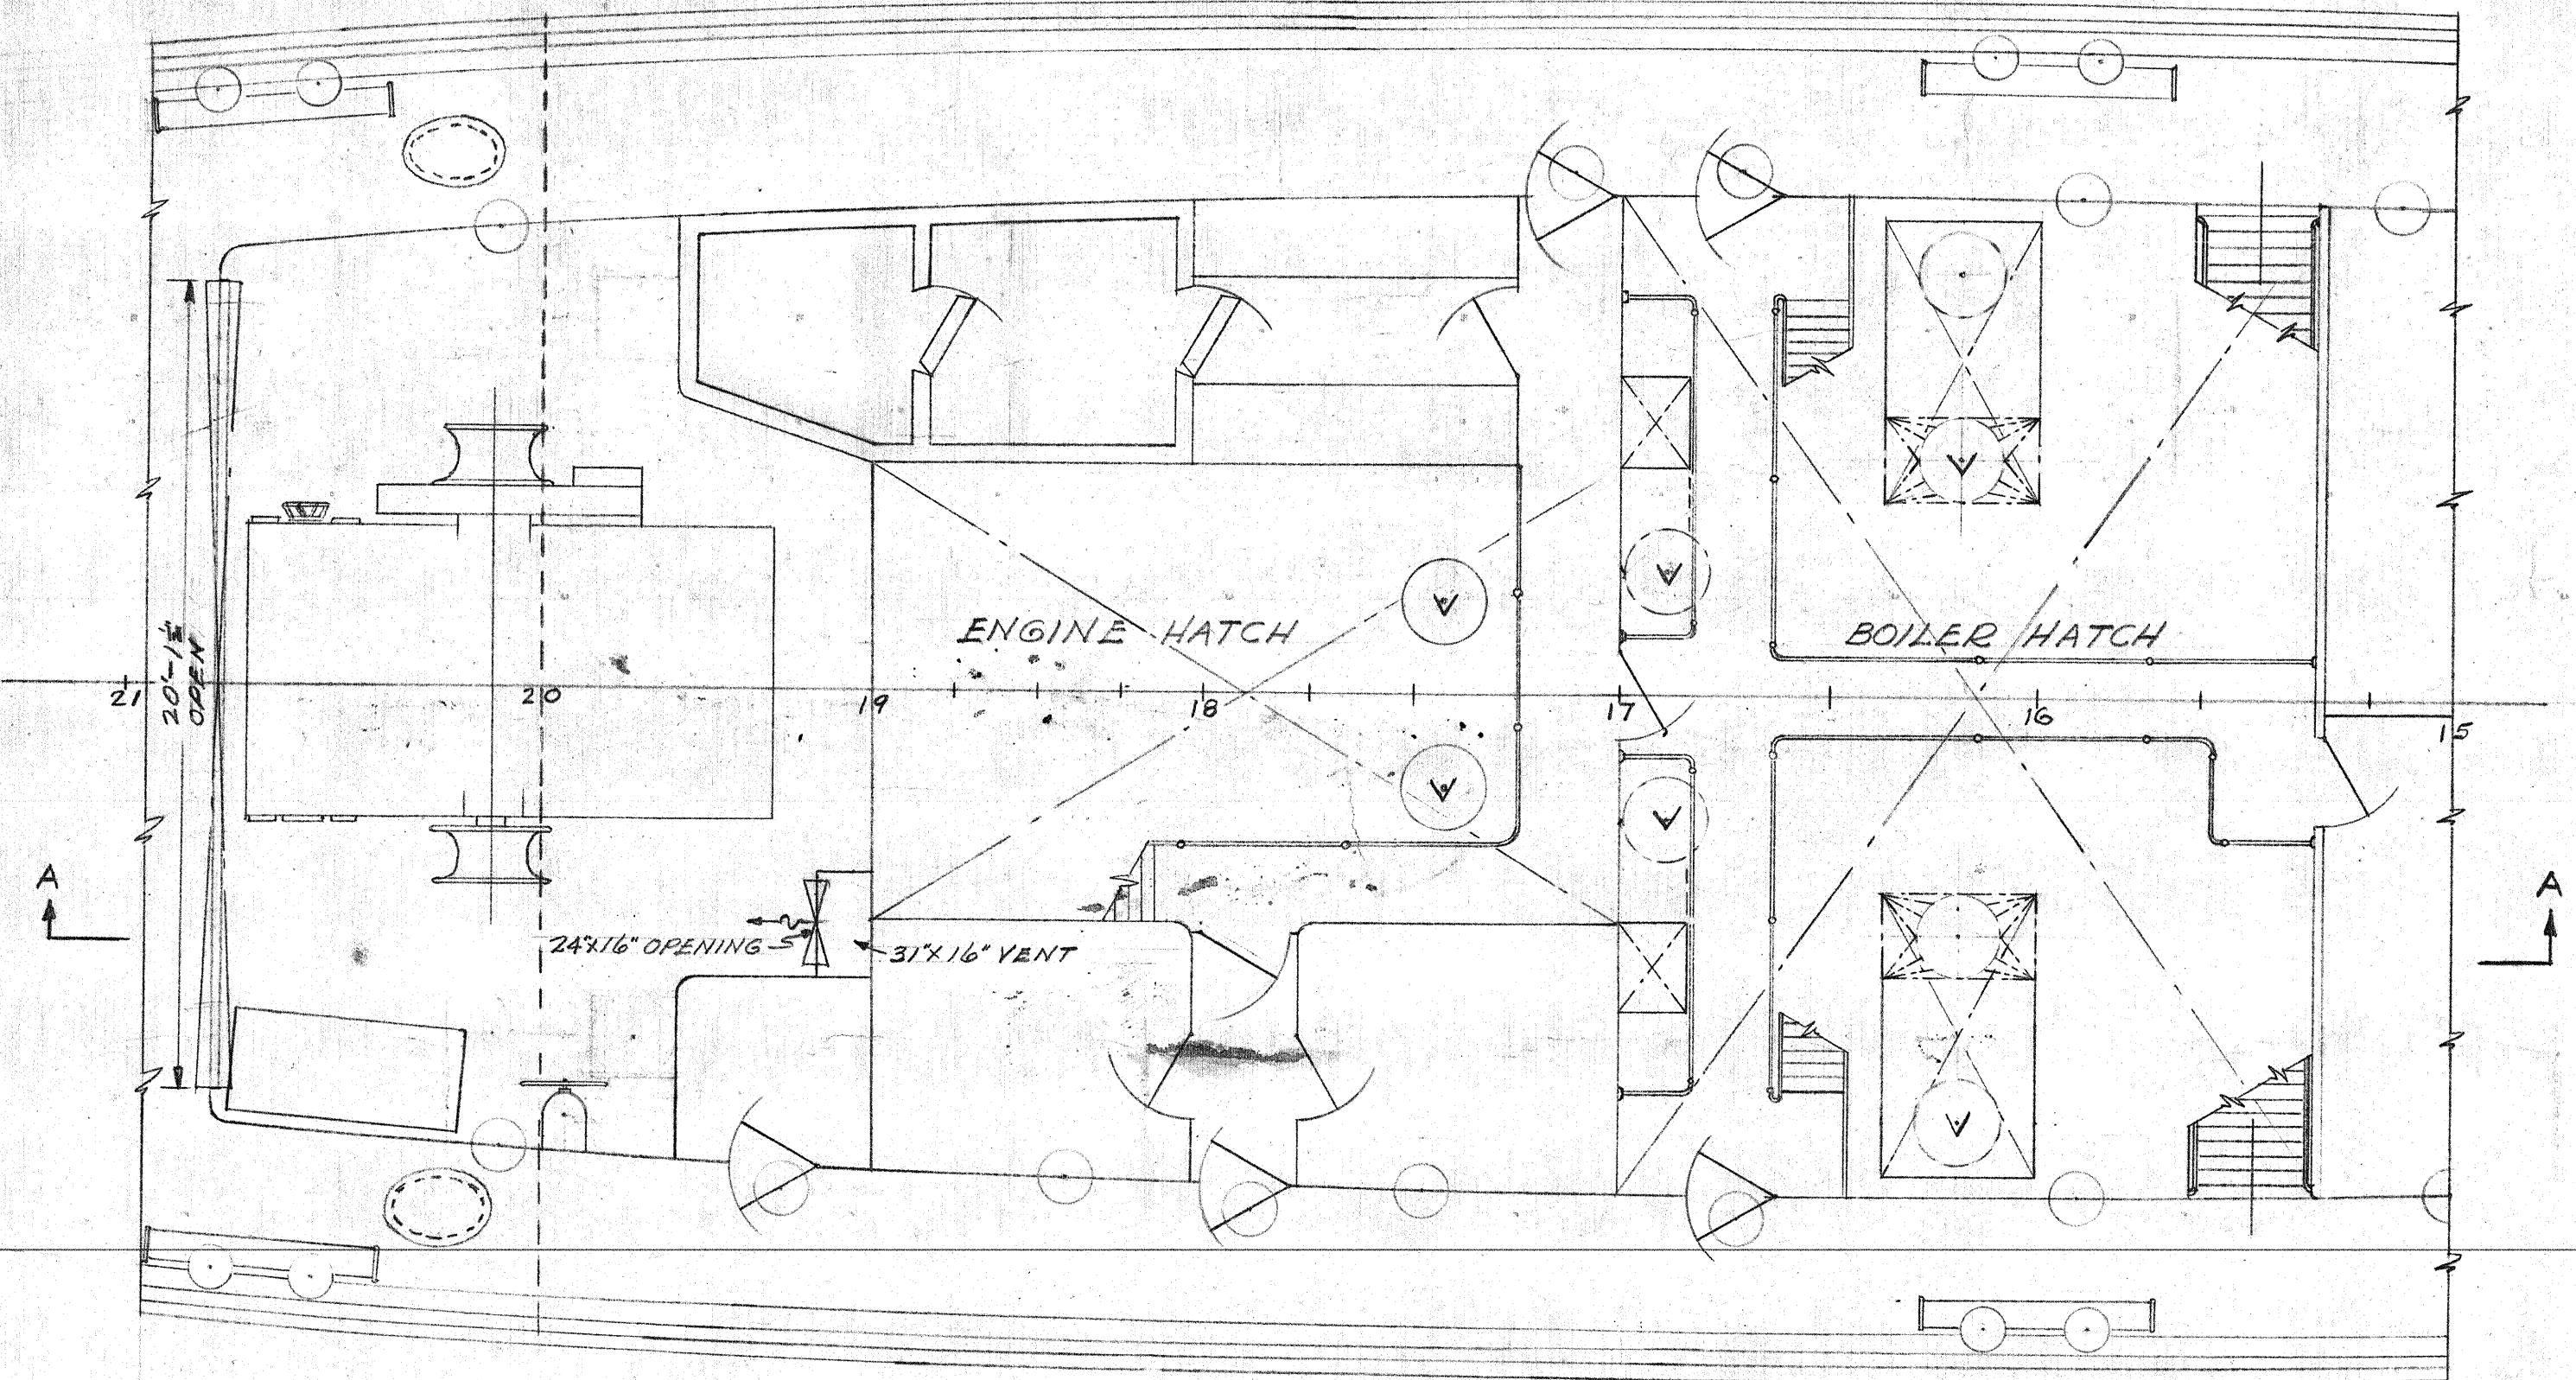 ENGINE HATCH
BOILER HATCH
21
20'-1½"
OPEN
20
19
18
17
16
15
A
A
24"X16" OPENING
31"X16" VENT
V
V
V
V
V
V